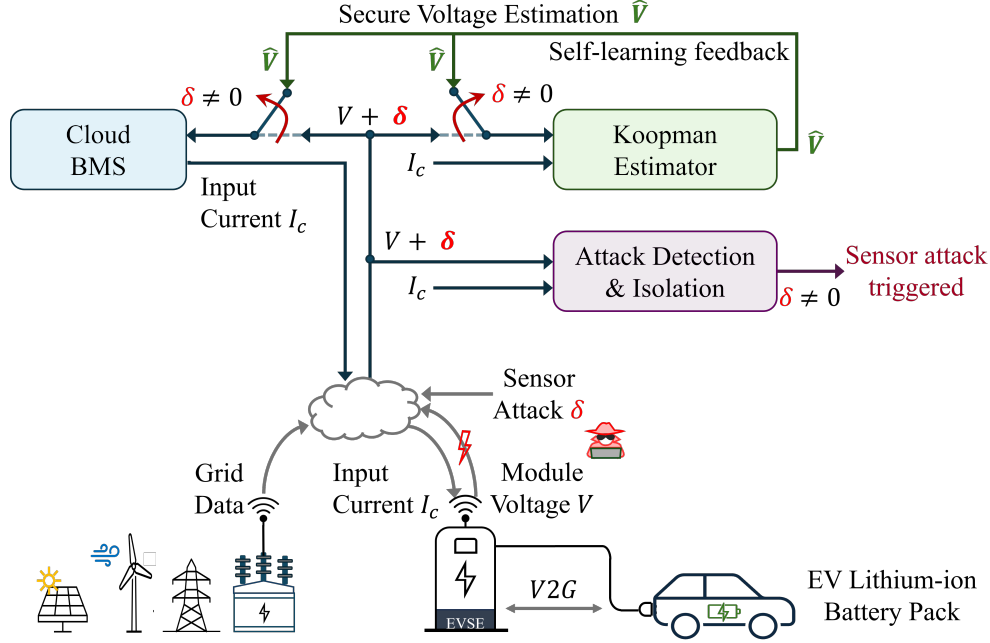 Secure Voltage Estimation V̂
Self-learning feedback
V̂
V̂
δ ≠ 0
δ ≠ 0
V + δ
Cloud
BMS
Koopman
Estimator
V̂
I_c
Input
Current I_c
V + δ
I_c
Attack Detection
& Isolation
Sensor attack
triggered
δ ≠ 0
Sensor
Attack δ
Grid
Data
Input
Current I_c
Module
Voltage V
V2G
EVSE
EV Lithium-ion
Battery Pack